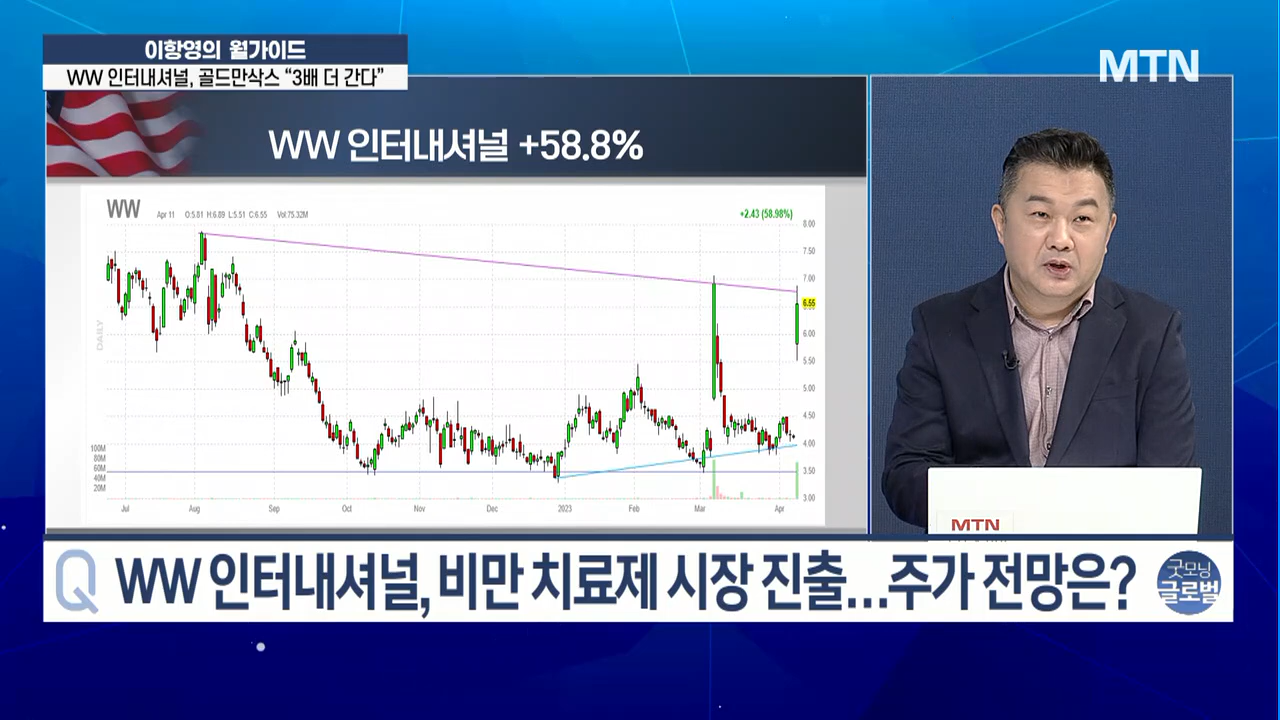 이항영의 월가이드
WW 인터내셔널, 골드만삭스 “3배 더 간다”
MTN
WW 인터내셔널 +58.8%
WW
Apr 11 O:5.81 H:6.89 L:5.51 C:6.55 Vol 75.32M
+2.43 (58.98%)
8.00
7.50
7.00
6.55
6.00
5.50
5.00
4.50
4.00
3.50
3.00
DAILY
100M
80M
60M
40M
20M
Jul Aug Sep Oct Nov Dec 2023 Feb Mar Apr
MTN
Q WW 인터내셔널, 비만 치료제 시장 진출...주가 전망은?
굿모닝
글로벌